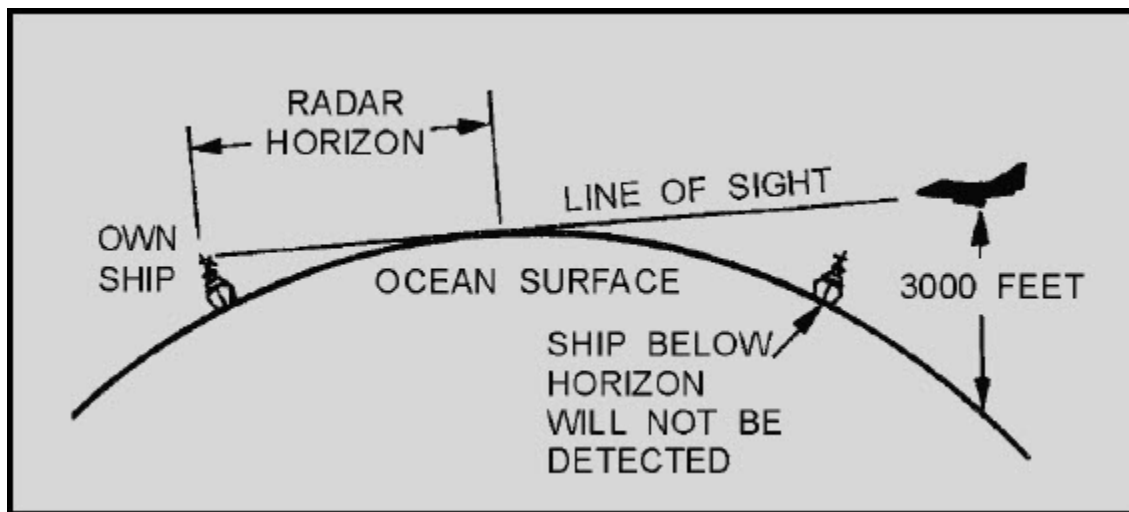 RADAR
HORIZON
LINE OF SIGHT
OWN
SHIP
OCEAN SURFACE
3000 FEET
SHIP BELOW
HORIZON
WILL NOT BE
DETECTED